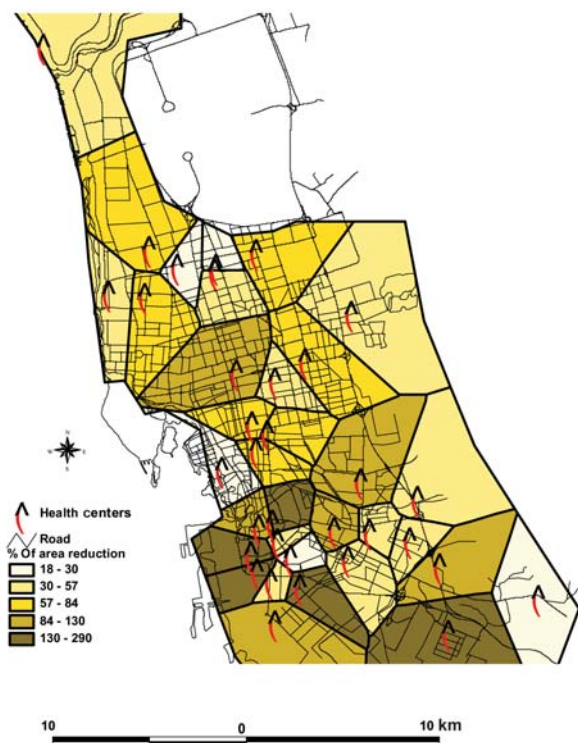 N
W
E
S
Health centers
Road
% Of area reduction
18 - 30
30 - 57
57 - 84
84 - 130
130 - 290
10 0 10 km